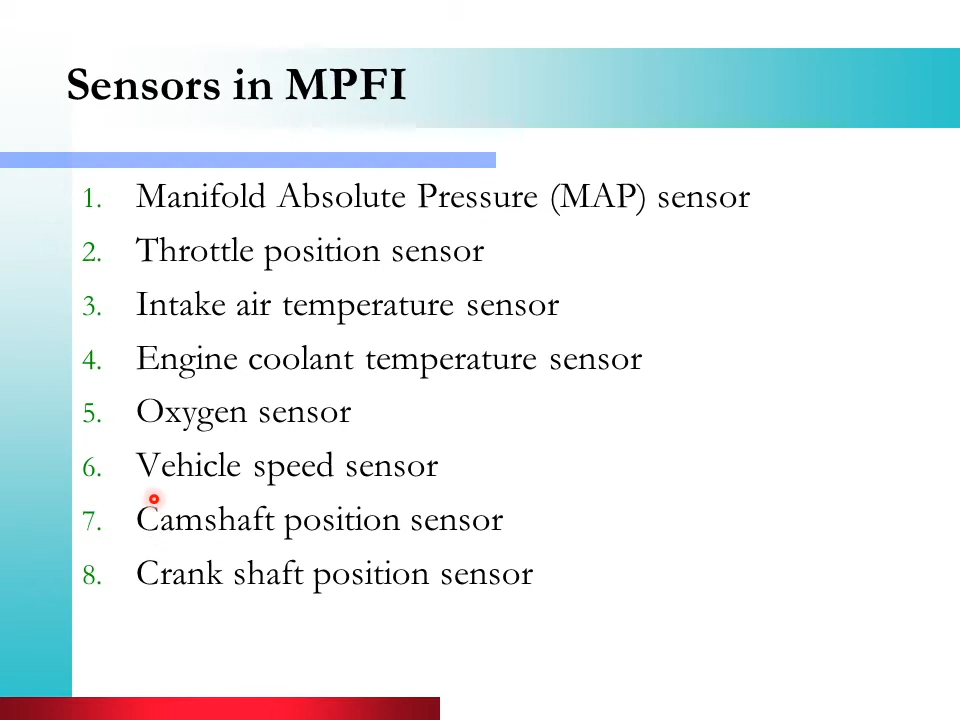 Sensors in MPFI
1. Manifold Absolute Pressure (MAP) sensor
2. Throttle position sensor
3. Intake air temperature sensor
4. Engine coolant temperature sensor
5. Oxygen sensor
6. Vehicle speed sensor
7. Camshaft position sensor
8. Crank shaft position sensor